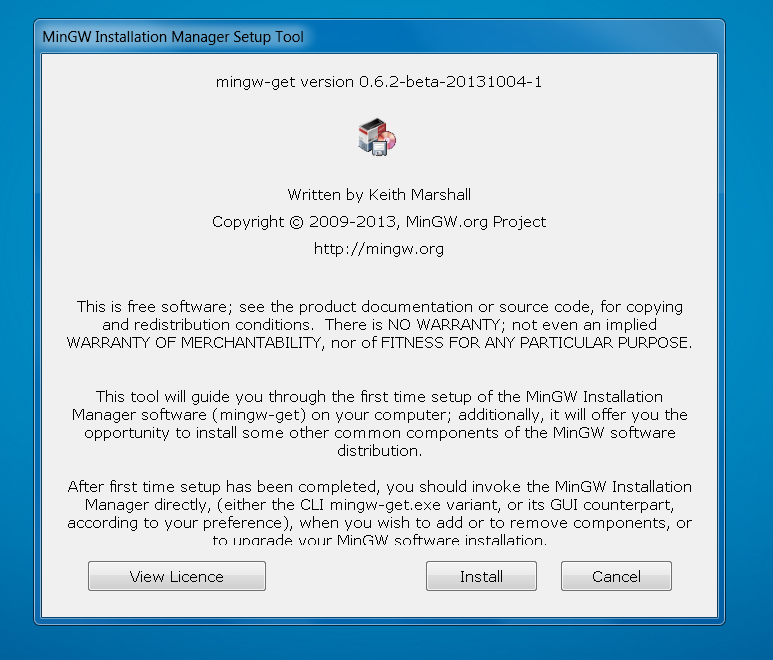 MinGW Installation Manager Setup Tool
mingw-get version 0.6.2-beta-20131004-1
Written by Keith Marshall
Copyright © 2009-2013, MinGW.org Project
http://mingw.org
This is free software; see the product documentation or source code, for copying
and redistribution conditions.  There is NO WARRANTY; not even an implied
WARRANTY OF MERCHANTABILITY, nor of FITNESS FOR ANY PARTICULAR PURPOSE.
This tool will guide you through the first time setup of the MinGW Installation
Manager software (mingw-get) on your computer; additionally, it will offer you the
opportunity to install some other common components of the MinGW software
distribution.
After first time setup has been completed, you should invoke the MinGW Installation
Manager directly, (either the CLI mingw-get.exe variant, or its GUI counterpart,
according to your preference), when you wish to add or to remove components, or
to upgrade your MinGW software installation.
View Licence
Install
Cancel